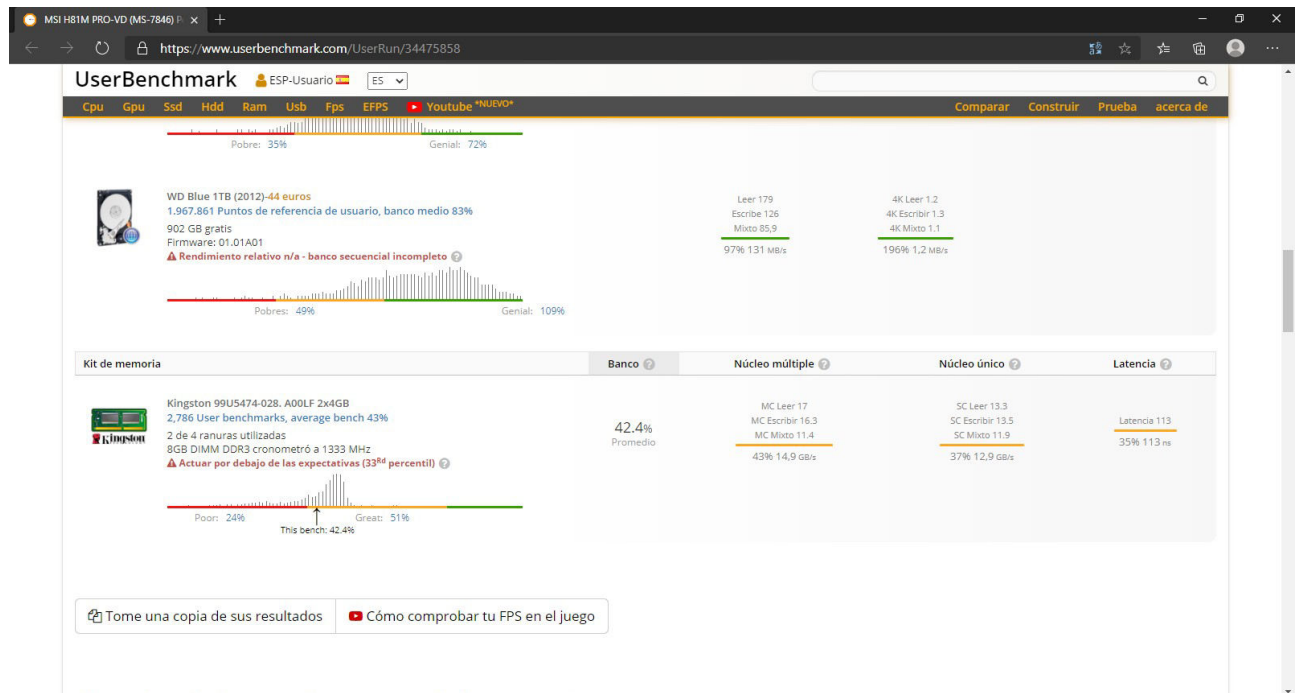 MSI H81M PRO-VD (MS-7846) P
https://www.userbenchmark.com/UserRun/34475858
UserBenchmark ESP-Usuario ES
Cpu Gpu Ssd Hdd Ram Usb Fps EFPS Youtube *NUEVO* Comparar Construir Prueba acerca de
Pobre: 35% Genial: 72%
WD Blue 1TB (2012)-44 euros
1.967.861 Puntos de referencia de usuario, banco medio 83%
902 GB gratis
Firmware: 01.01A01
Rendimiento relativo n/a - banco secuencial incompleto ?
Pobres: 49% Genial: 109%
Leer 179
Escribe 126
Mixto 85,9
97% 131 MB/s
4K Leer 1.2
4K Escribir 1.3
4K Mixto 1.1
196% 1,2 MB/s
Kit de memoria Banco ? Núcleo múltiple ? Núcleo único ? Latencia ?
Kingston
Kingston 99U5474-028. A00LF 2x4GB
2,786 User benchmarks, average bench 43%
2 de 4 ranuras utilizadas
8GB DIMM DDR3 cronometró a 1333 MHz
Actuar por debajo de las expectativas (33Rd percentil) ?
Poor: 24% Great: 51%
This bench: 42.4%
42.4%
Promedio
MC Leer 17
MC Escribir 16.3
MC Mixto 11.4
43% 14,9 GB/s
SC Leer 13.3
SC Escribir 13.5
SC Mixto 11.9
37% 12,9 GB/s
Latencia 113
35% 113 ns
Tome una copia de sus resultados
Cómo comprobar tu FPS en el juego